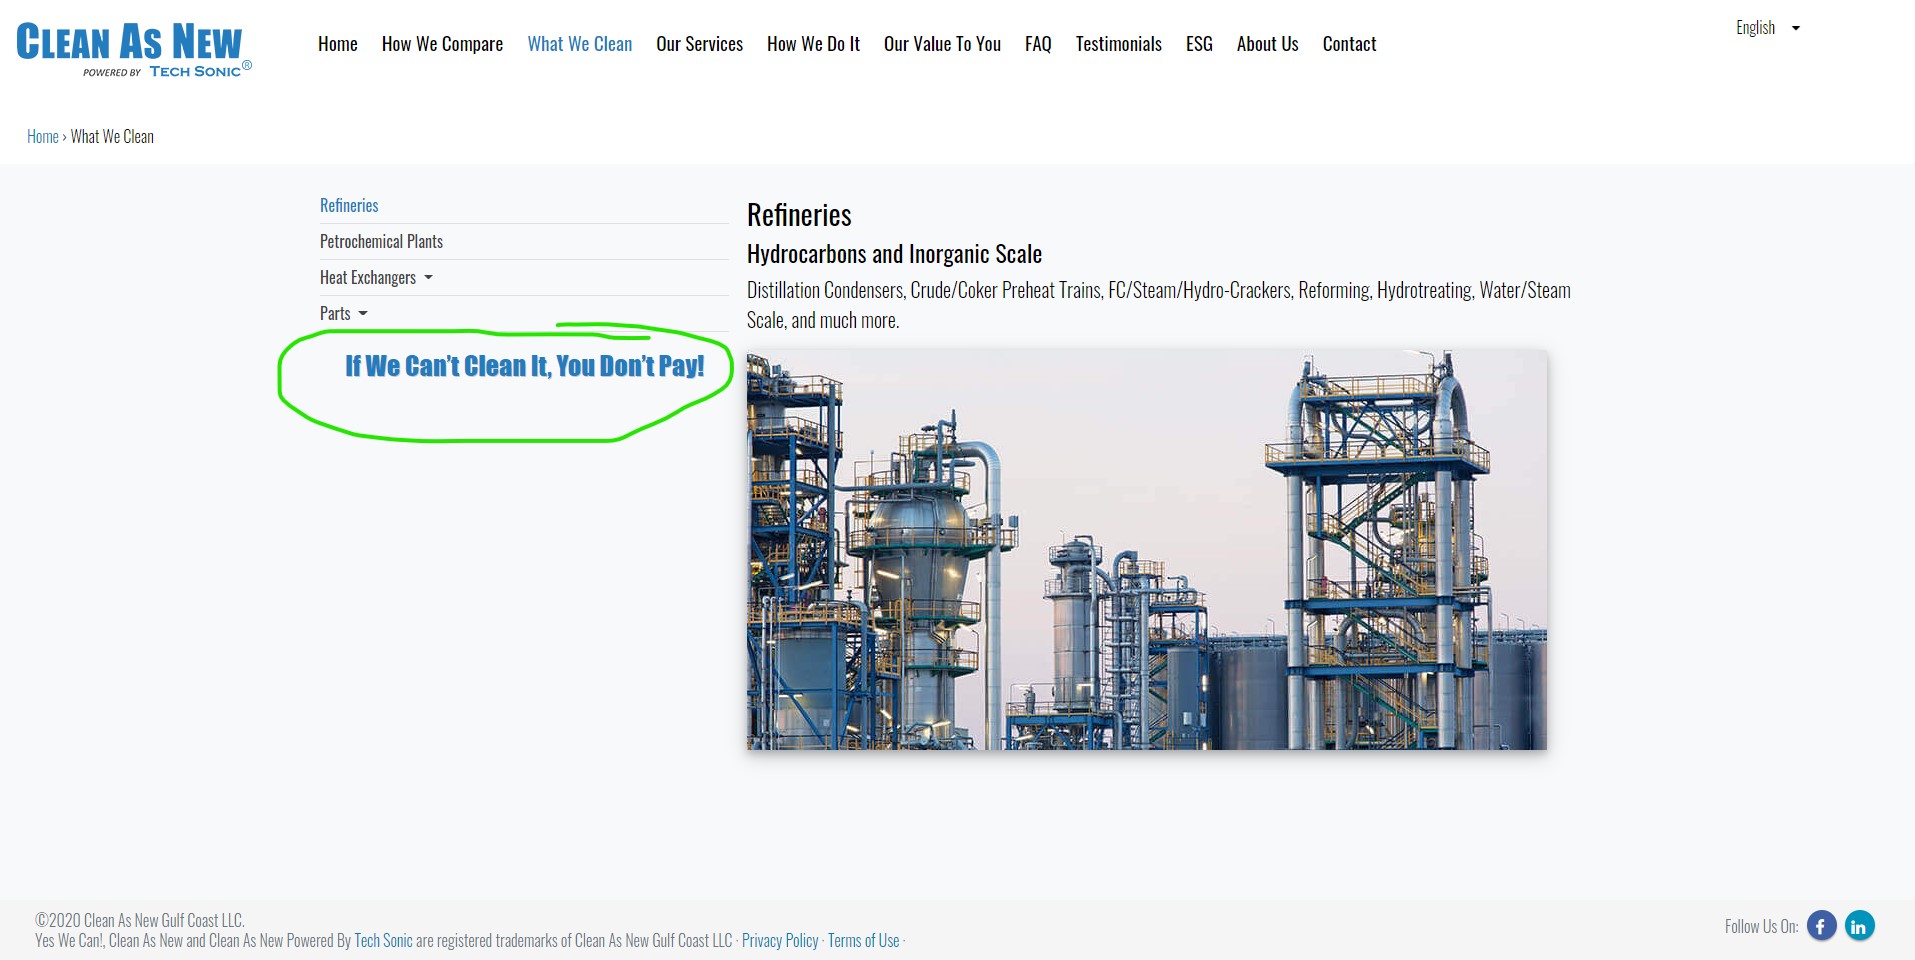 CLEAN AS NEW
POWERED BY TECH SONIC®
Home How We Compare What We Clean Our Services How We Do It Our Value To You FAQ Testimonials ESG About Us Contact
English
Home › What We Clean
Refineries
Petrochemical Plants
Heat Exchangers
Parts
If We Can't Clean It, You Don't Pay!
Refineries
Hydrocarbons and Inorganic Scale
Distillation Condensers, Crude/Coker Preheat Trains, FC/Steam/Hydro-Crackers, Reforming, Hydrotreating, Water/Steam
Scale, and much more.
©2020 Clean As New Gulf Coast LLC.
Yes We Can!, Clean As New and Clean As New Powered By Tech Sonic are registered trademarks of Clean As New Gulf Coast LLC · Privacy Policy · Terms of Use ·
Follow Us On: